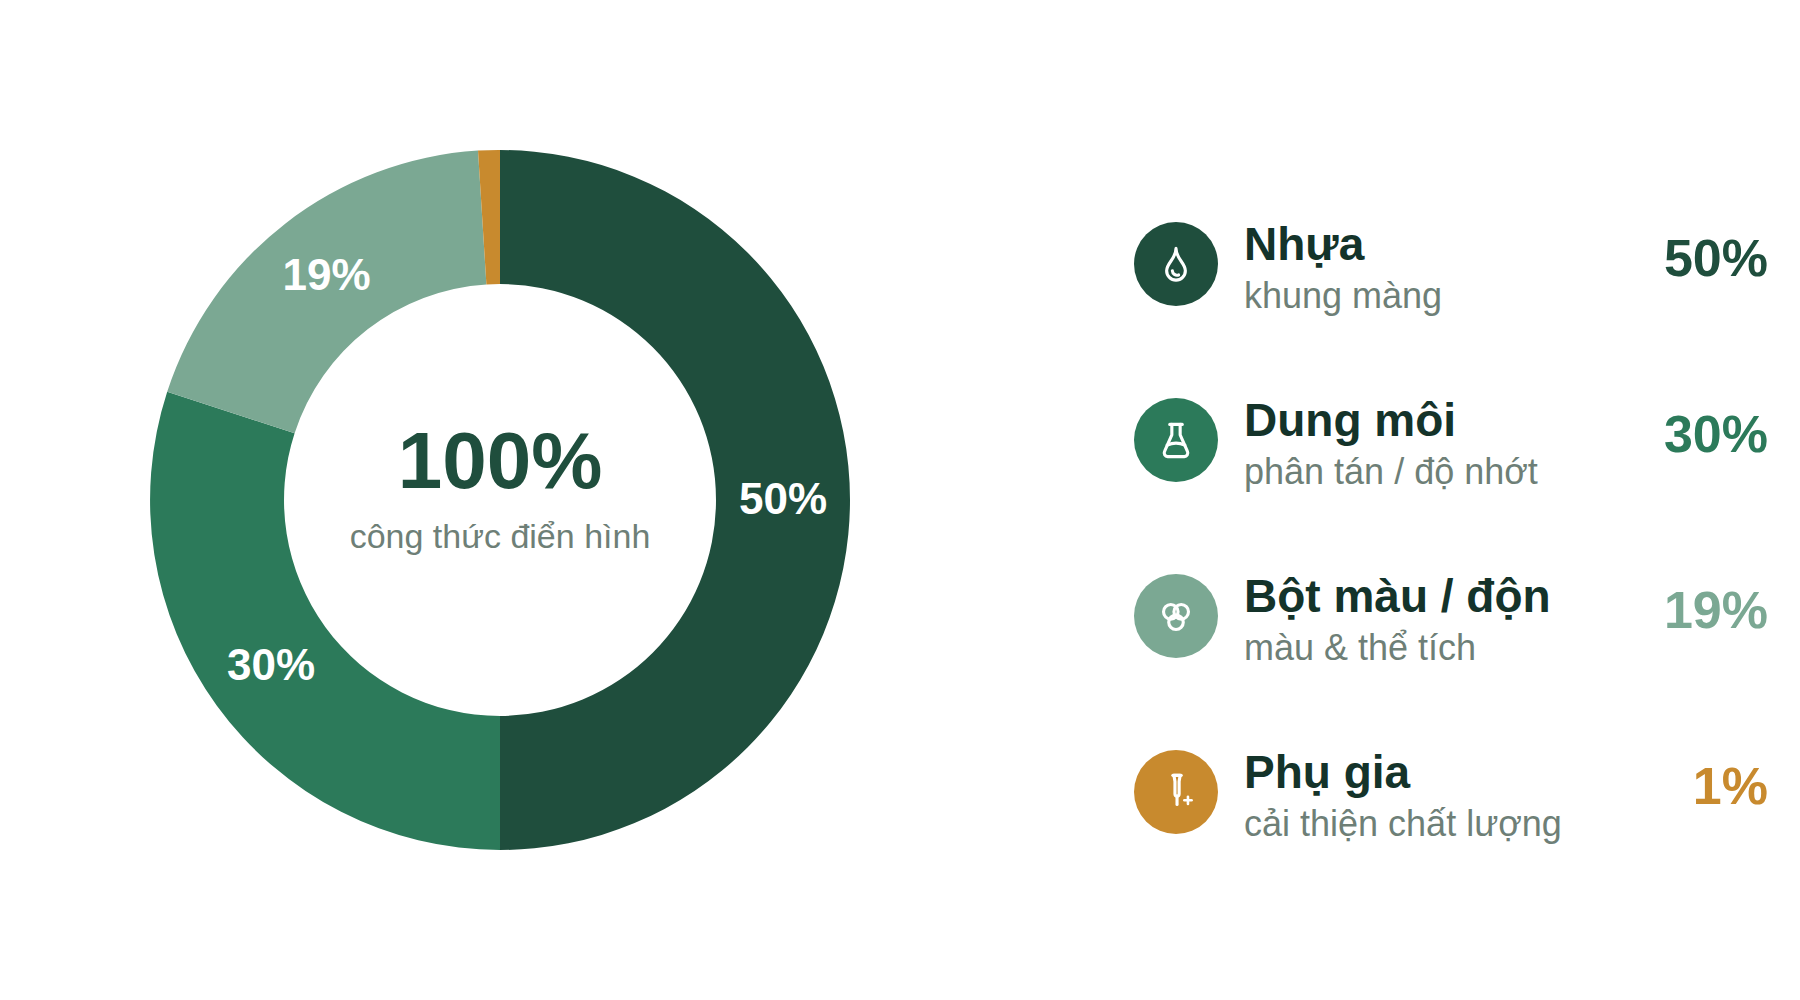 19%
30%
50%
100%
công thức điển hình
Nhựa
khung màng
50%
Dung môi
phân tán / độ nhớt
30%
Bột màu / độn
màu & thể tích
19%
Phụ gia
cải thiện chất lượng
1%